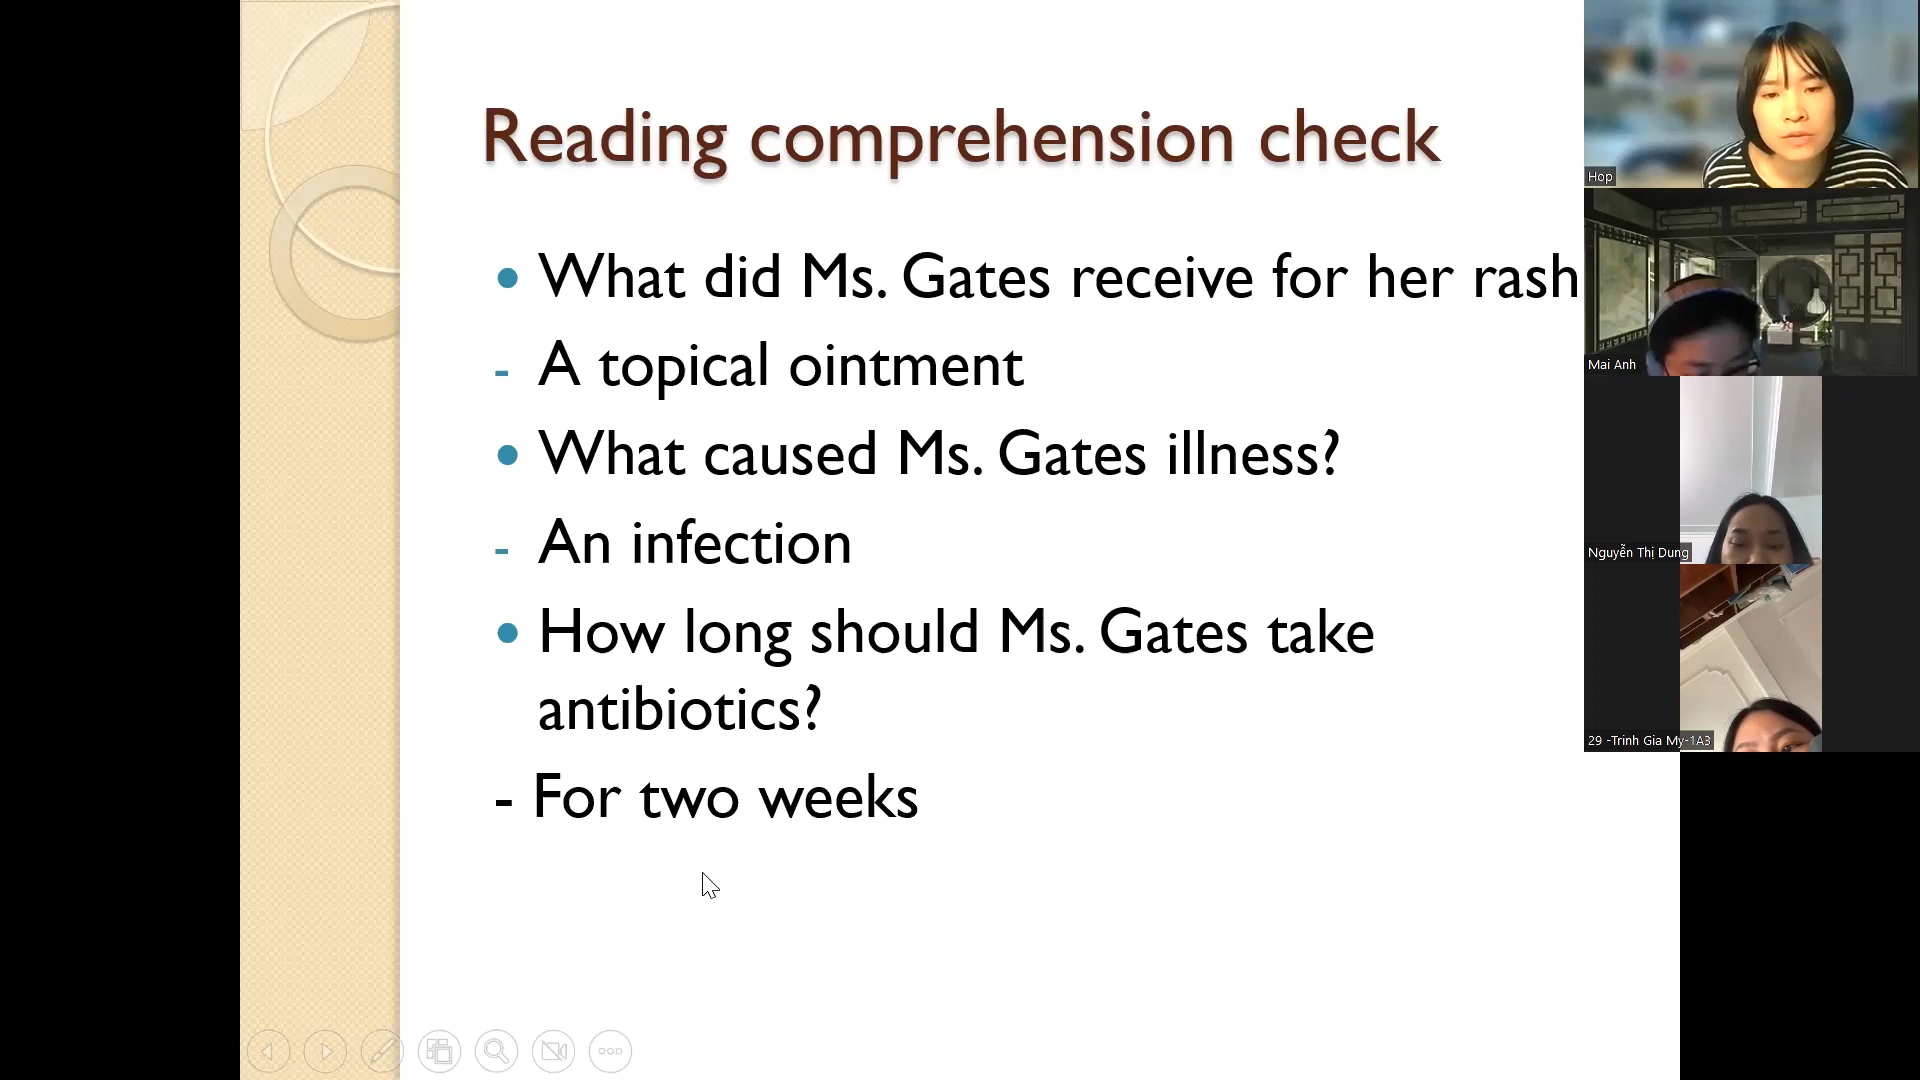 Reading comprehension check
What did Ms. Gates receive for her rash
- A topical ointment
What caused Ms. Gates illness?
- An infection
How long should Ms. Gates take
antibiotics?
- For two weeks
Hop
Mai Anh
Nguyễn Thị Dung
29 -Trinh Gia My-1A3